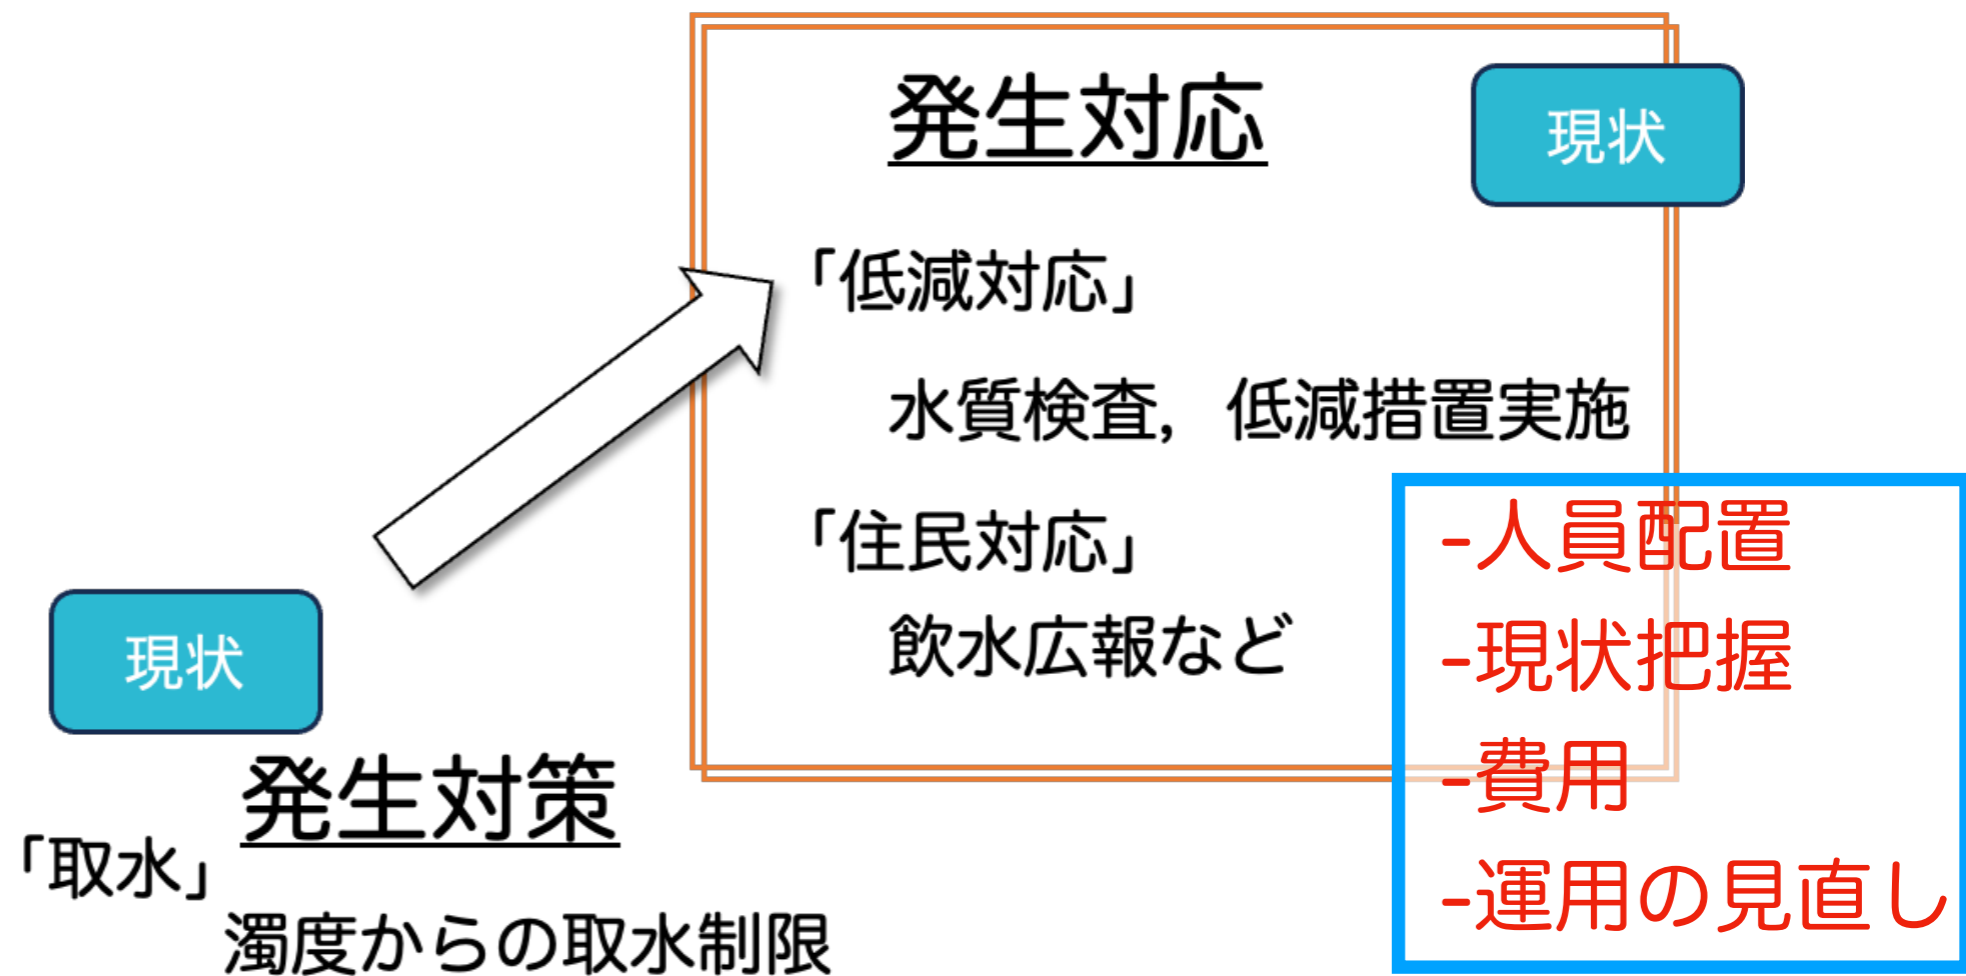 発生対応
現状
「低減対応」
水質検査，低減措置実施
「住民対応」
飲水広報など
-人員配置
-現状把握
-費用
-運用の見直し
現状
発生対策
「取水」
濁度からの取水制限